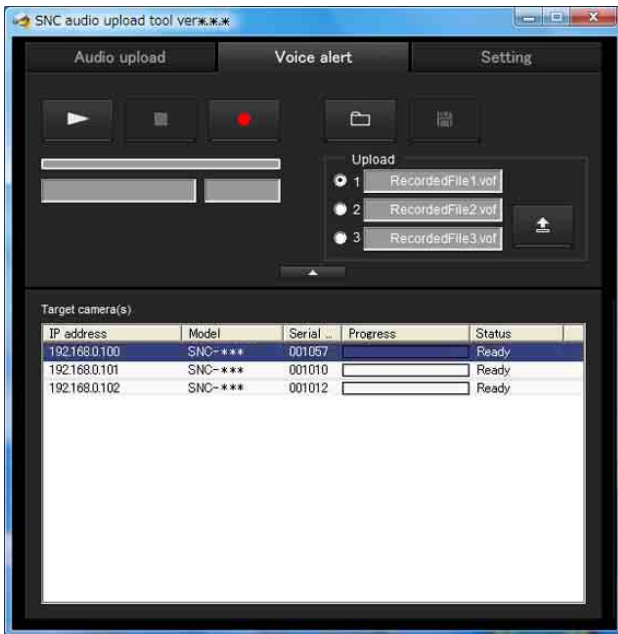 SNC audio upload tool ver*.*.*
Audio upload Voice alert Setting
Upload
1 RecordedFile1.vof
2 RecordedFile2.vof
3 RecordedFile3.vof
Target camera(s)
IP address Model Serial ... Progress Status
192.168.0.100 SNC-*** 001057 Ready
192.168.0.101 SNC-*** 001010 Ready
192.168.0.102 SNC-*** 001012 Ready